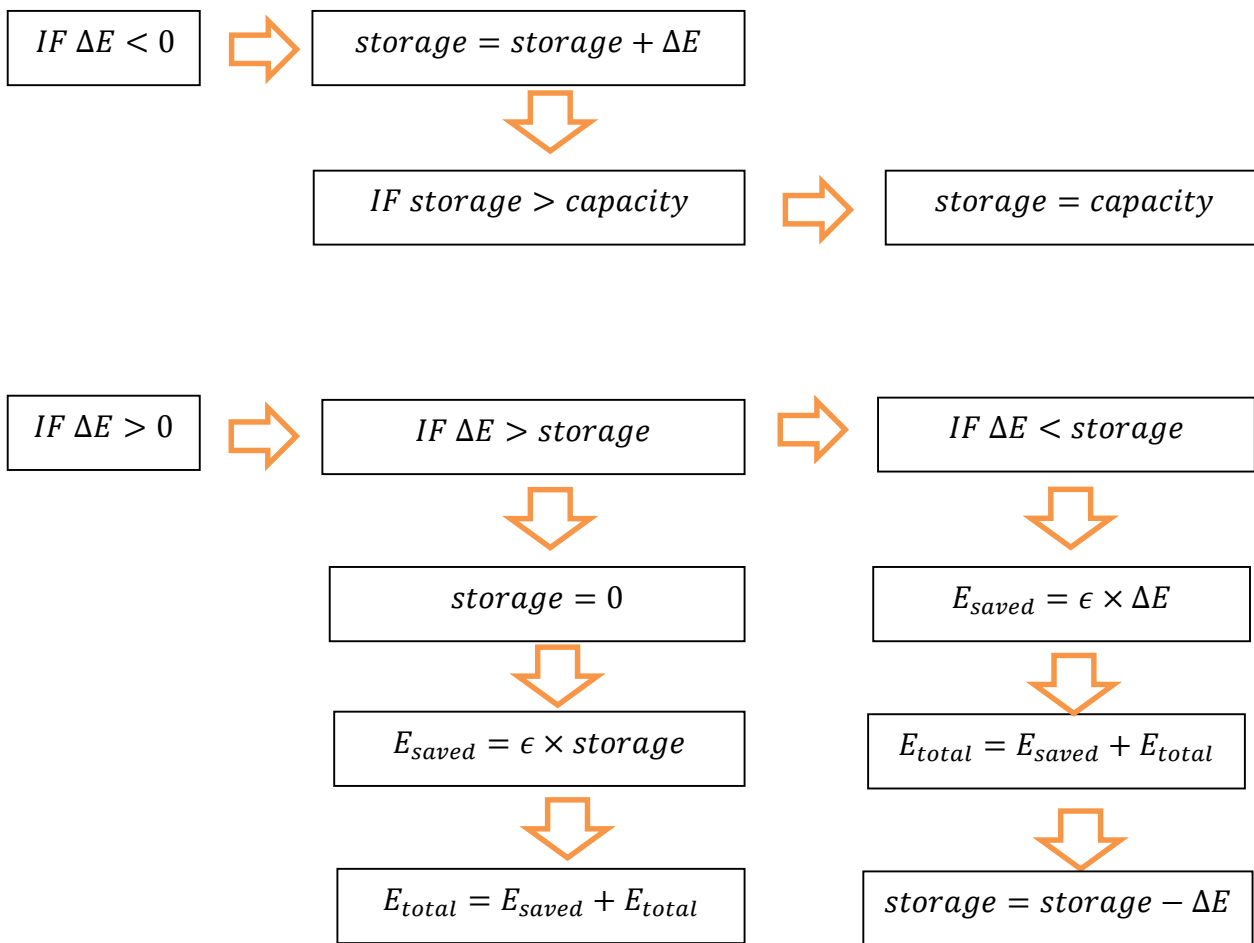 IF ΔE < 0
storage = storage + ΔE
IF storage > capacity
storage = capacity
IF ΔE > 0
IF ΔE > storage
IF ΔE < storage
storage = 0
E_saved = ϵ × ΔE
E_saved = ϵ × storage
E_total = E_saved + E_total
E_total = E_saved + E_total
storage = storage − ΔE